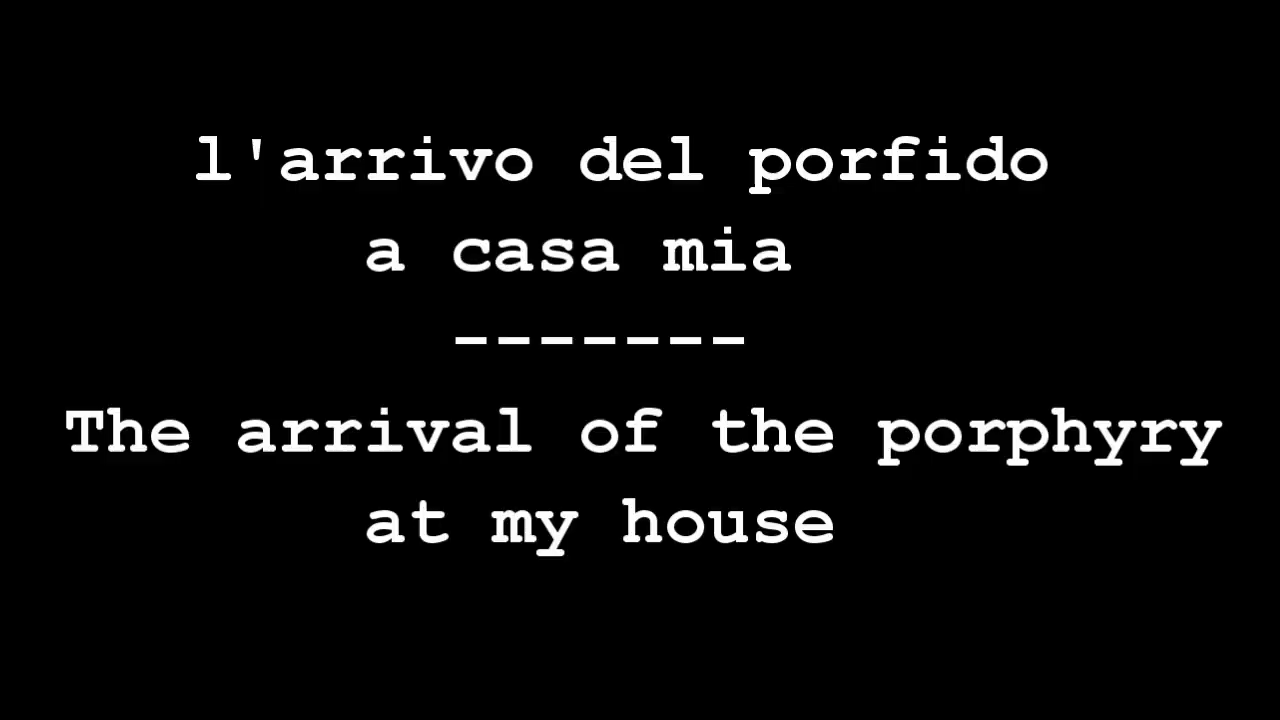 l'arrivo del porfido
a casa mia
-------
The arrival of the porphyry
at my house